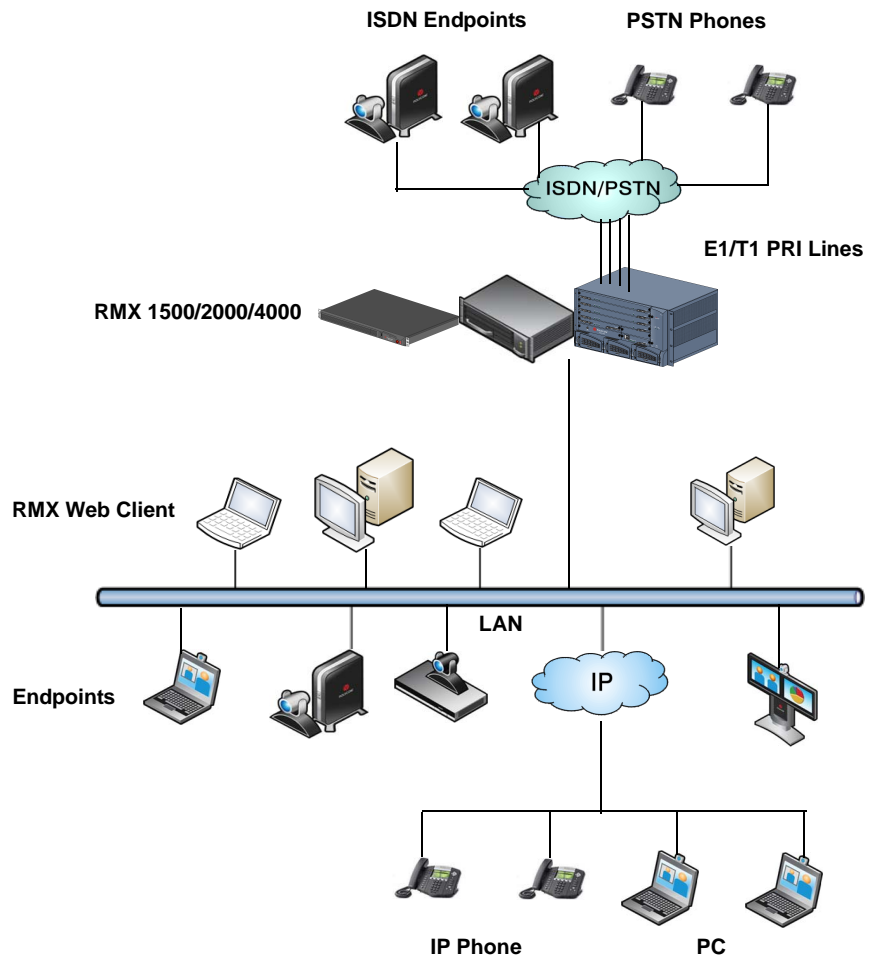 ISDN Endpoints
PSTN Phones
ISDN/PSTN
E1/T1 PRI Lines
RMX 1500/2000/4000
RMX Web Client
LAN
Endpoints
IP
IP Phone
PC